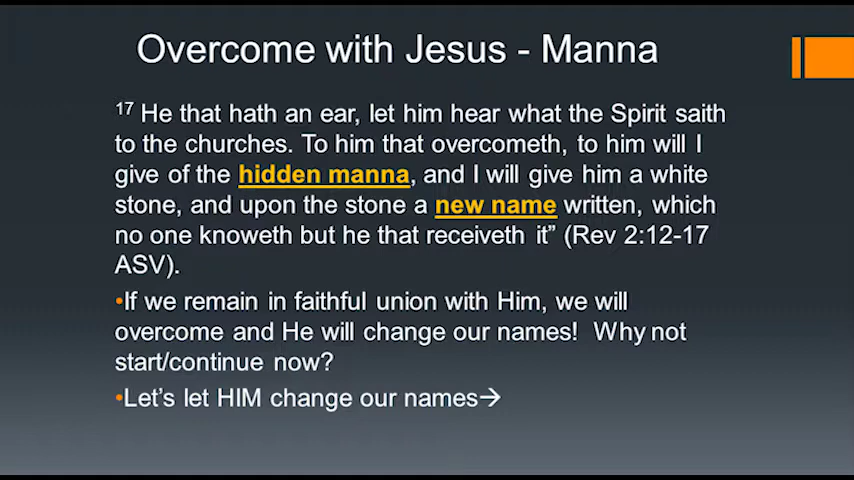 Overcome with Jesus - Manna
17 He that hath an ear, let him hear what the Spirit saith
to the churches. To him that overcometh, to him will I
give of the hidden manna, and I will give him a white
stone, and upon the stone a new name written, which
no one knoweth but he that receiveth it” (Rev 2:12-17
ASV).
•If we remain in faithful union with Him, we will
overcome and He will change our names!  Why not
start/continue now?
•Let’s let HIM change our names→